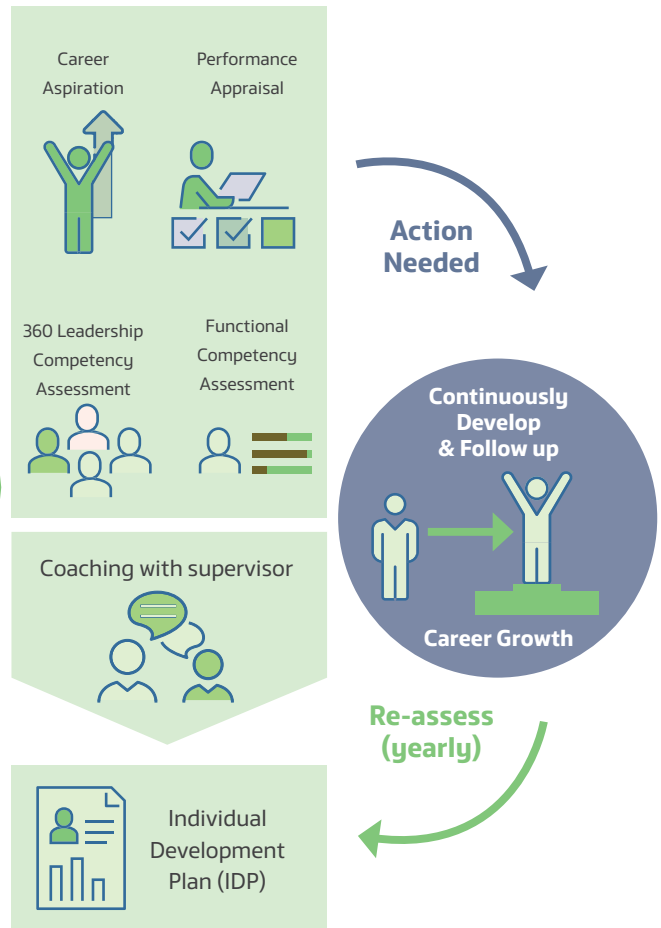 Career
Aspiration
Performance
Appraisal
360 Leadership
Competency
Assessment
Functional
Competency
Assessment
Coaching with supervisor
Individual
Development
Plan (IDP)
Action
Needed
Continuously
Develop
& Follow up
Career Growth
Re-assess
(yearly)